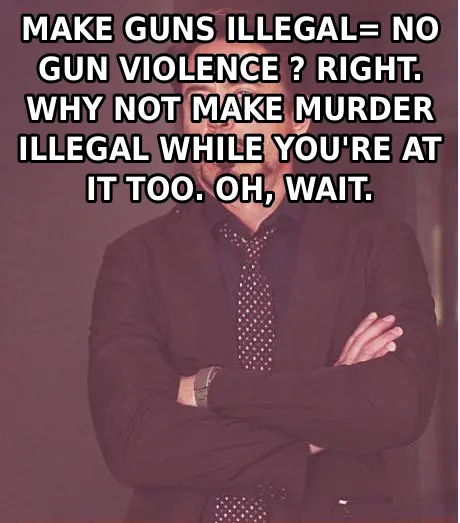 MAKE GUNS ILLEGAL= NO
GUN VIOLENCE ? RIGHT.
WHY NOT MAKE MURDER
ILLEGAL WHILE YOU'RE AT
IT TOO. OH, WAIT.